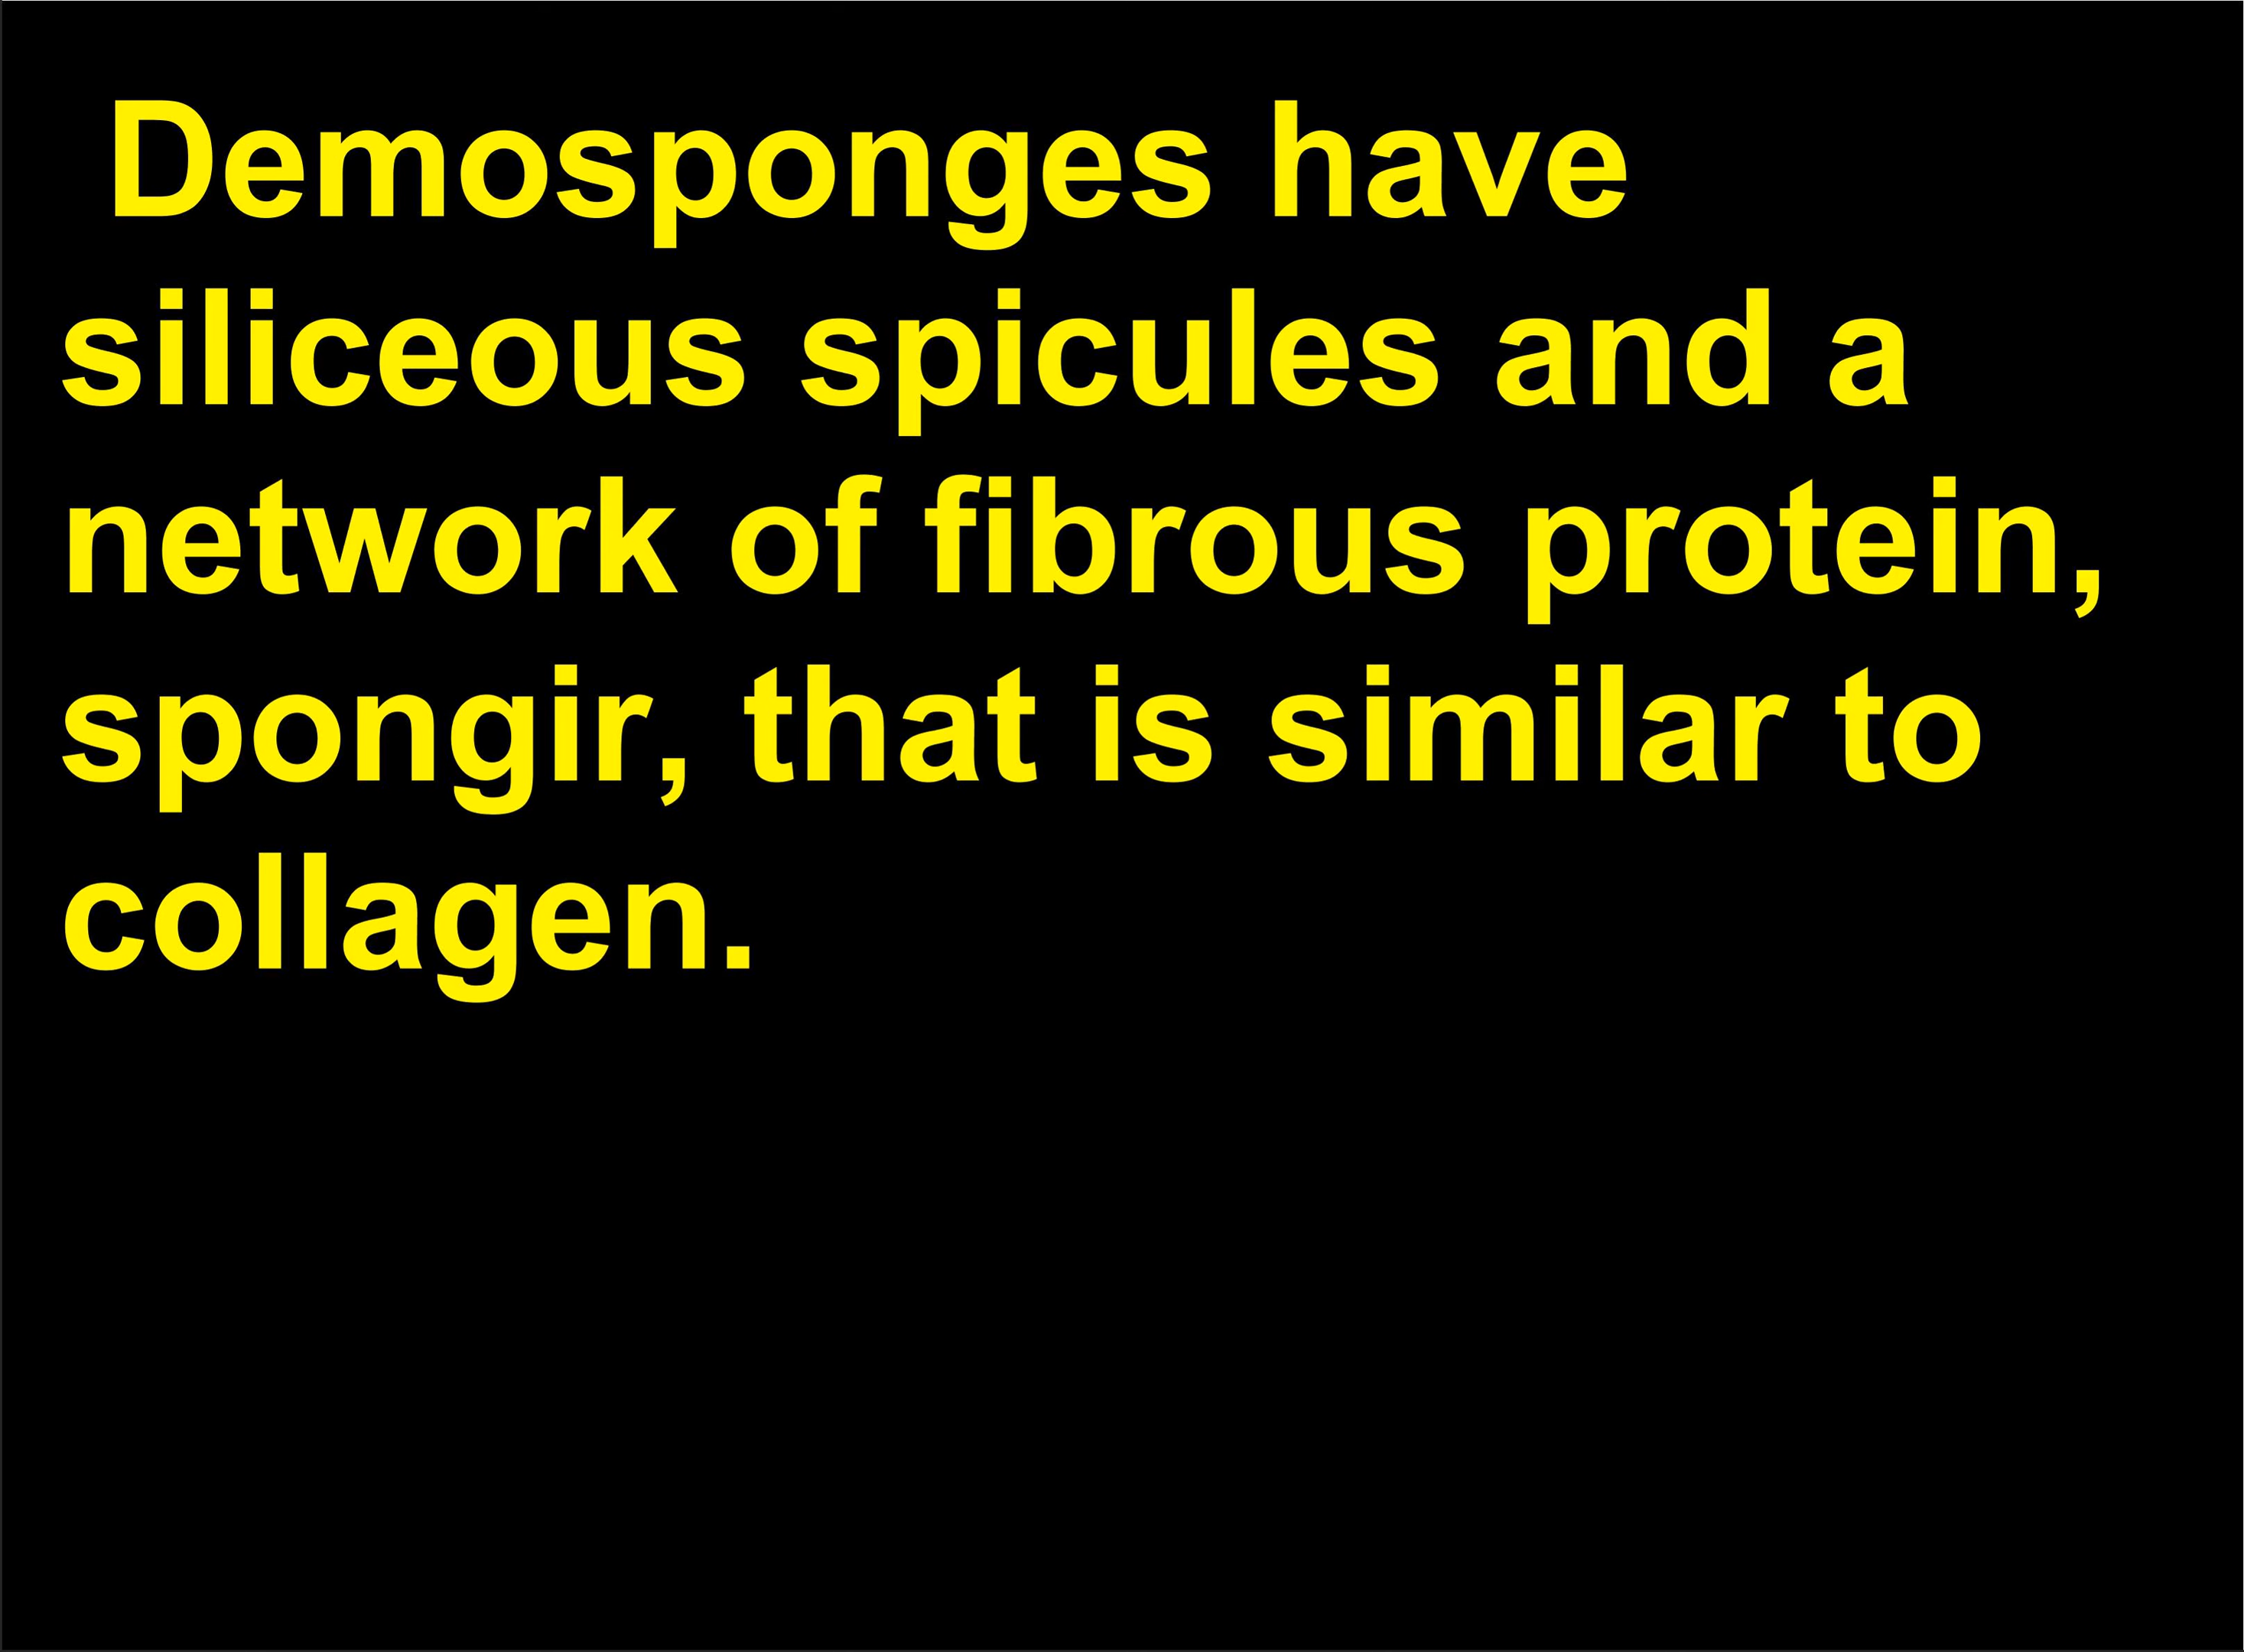 Demosponges have
siliceous spicules and a
network of fibrous protein,
spongir, that is similar to
collagen.